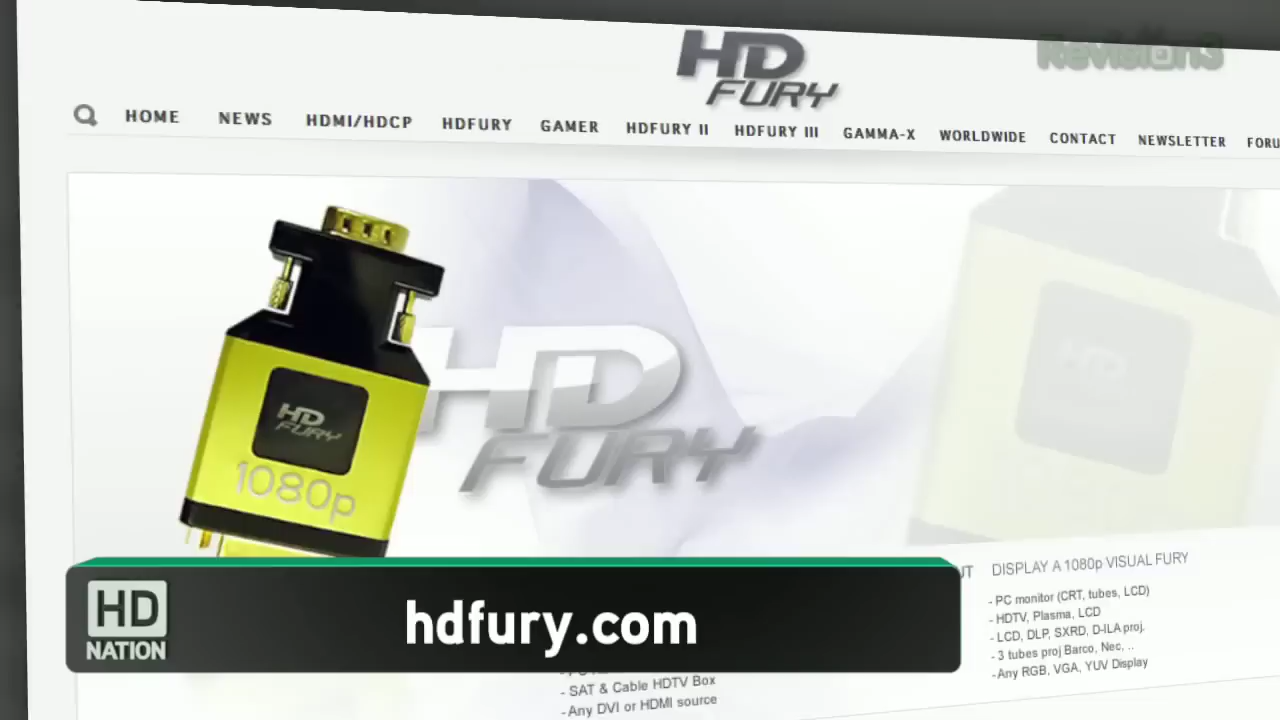 HD
FURY
Revision3
HOME NEWS HDMI/HDCP HDFURY GAMER HDFURY II HDFURY III GAMMA-X WORLDWIDE CONTACT NEWSLETTER
HD
FURY
1080p
HD
FURY
HD
DISPLAY A 1080p VISUAL FURY
- PC monitor (CRT, tubes, LCD)
- HDTV, Plasma, LCD
- LCD, DLP, SXRD, D-ILA proj.
- 3 tubes proj Barco, Nec, ..
- Any RGB, VGA, YUV Display
HD
NATION
hdfury.com
- SAT & Cable HDTV Box
- Any DVI or HDMI source